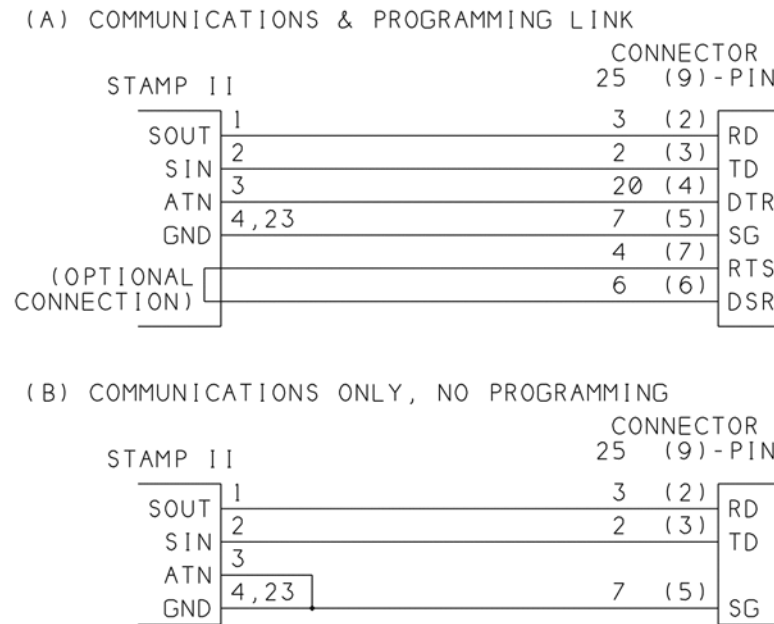 (A) COMMUNICATIONS & PROGRAMMING LINK
CONNECTOR
STAMP II 25 (9)-PIN
SOUT 1 3 (2) RD
SIN 2 2 (3) TD
ATN 3 20 (4) DTR
GND 4,23 7 (5) SG
(OPTIONAL 4 (7) RTS
CONNECTION) 6 (6) DSR
(B) COMMUNICATIONS ONLY, NO PROGRAMMING
CONNECTOR
STAMP II 25 (9)-PIN
SOUT 1 3 (2) RD
SIN 2 2 (3) TD
ATN 3
GND 4,23 7 (5) SG